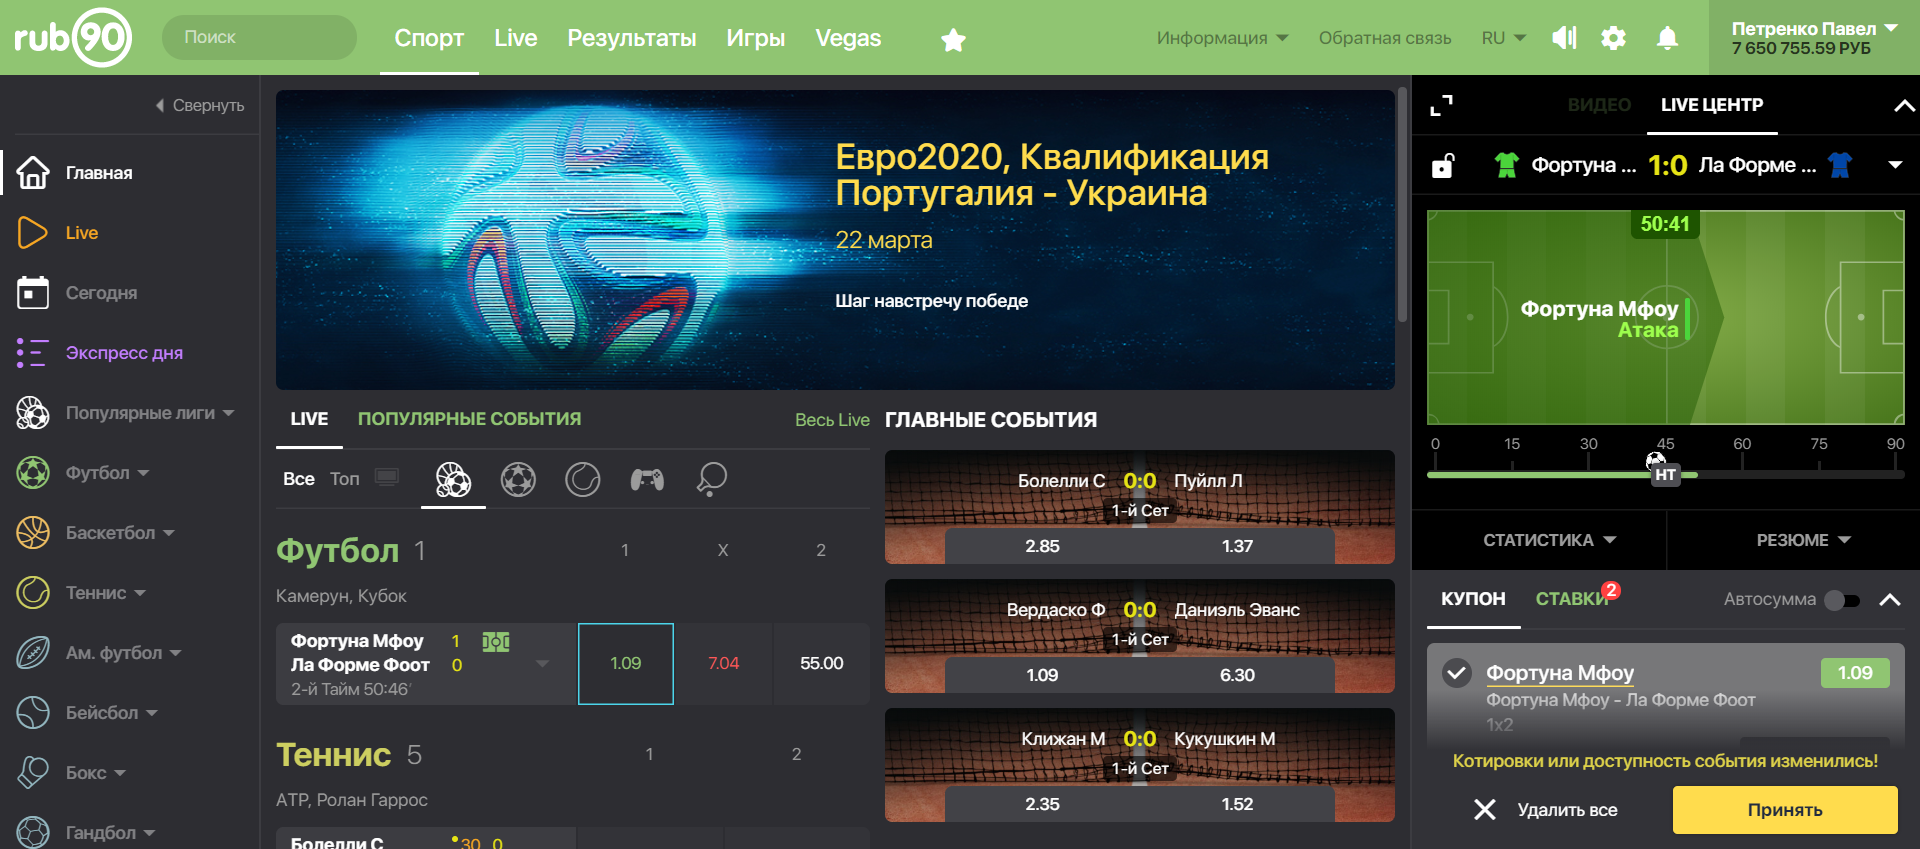 rub90
Поиск
Спорт
Live
Результаты
Игры
Vegas
Информация
Обратная связь
RU
Петренко Павел
7 650 755.59 РУБ
Свернуть
Главная
Live
Сегодня
Экспресс дня
Популярные лиги
Футбол
Баскетбол
Теннис
Ам. футбол
Бейсбол
Бокс
Гандбол
Евро2020, Квалификация
Португалия - Украина
22 марта
Шаг навстречу победе
LIVE
ПОПУЛЯРНЫЕ СОБЫТИЯ
Весь Live
Все
Топ
Футбол 1
1 X 2
Камерун, Кубок
Фортуна Мфоу 1
Ла Форме Фоот 0
2-й Тайм 50:46'
1.09
7.04
55.00
Теннис 5
1 2
ATP, Ролан Гаррос
Болелли С 30 0
ГЛАВНЫЕ СОБЫТИЯ
Болелли С 0:0 Пуйлл Л
1-й Сет
2.85 1.37
Вердаско Ф 0:0 Даниэль Эванс
1-й Сет
1.09 6.30
Клижан М 0:0 Кукушкин М
1-й Сет
2.35 1.52
ВИДЕО
LIVE ЦЕНТР
Фортуна ... 1:0 Ла Форме ...
50:41
Фортуна Мфоу
Атака
0 15 30 45 60 75 90
HT
СТАТИСТИКА
РЕЗЮМЕ
КУПОН
СТАВКИ 2
Автосумма
Фортуна Мфоу 1.09
Фортуна Мфоу - Ла Форме Фоот
1x2
Котировки или доступность события изменились!
Удалить все
Принять